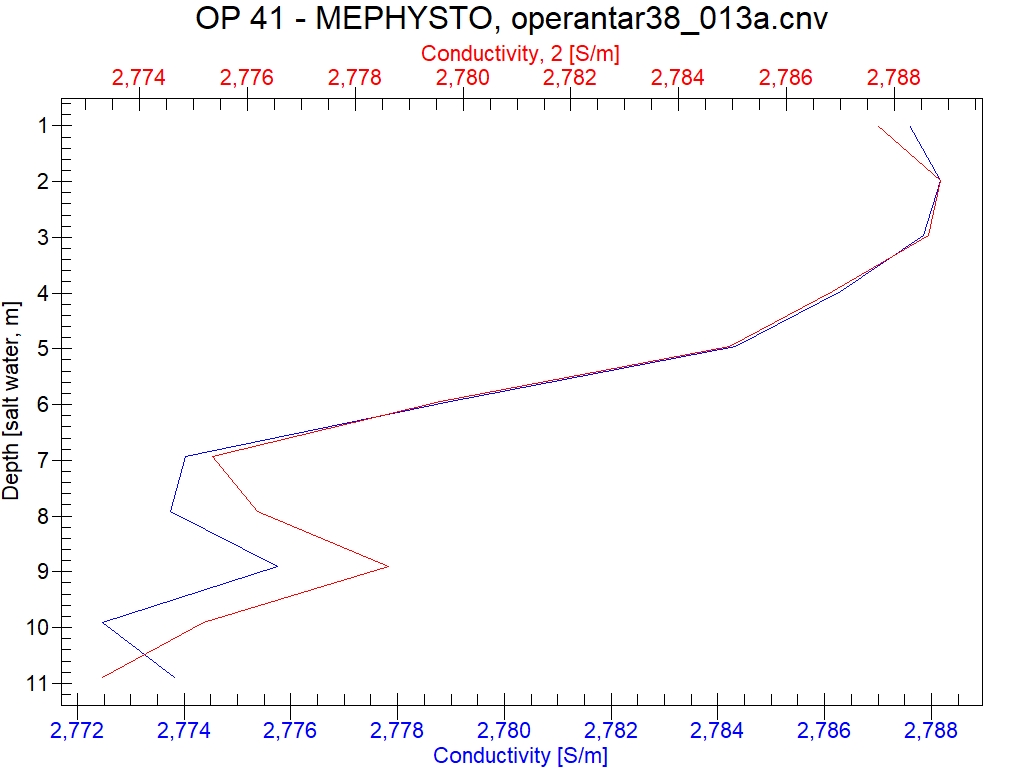 OP 41 - MEPHYSTO, operantar38_013a.cnv
Conductivity, 2 [S/m]
2,774 2,776 2,778 2,780 2,782 2,784 2,786 2,788
Depth [salt water, m]
1
2
3
4
5
6
7
8
9
10
11
2,772 2,774 2,776 2,778 2,780 2,782 2,784 2,786 2,788
Conductivity [S/m]